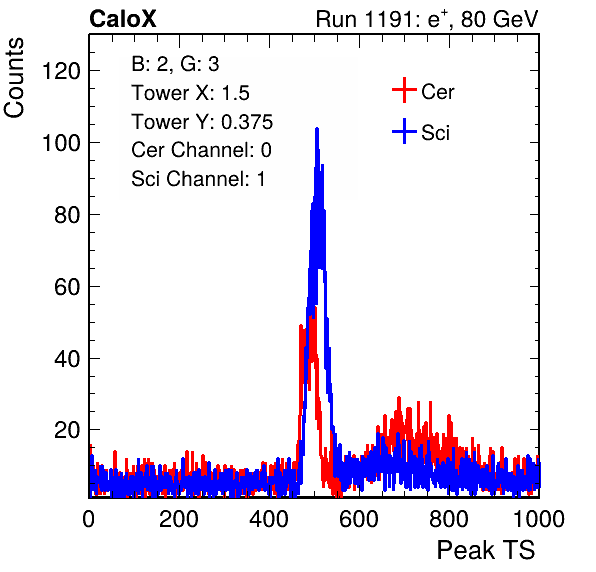 CaloX Run 1191: e+, 80 GeV
Counts
B: 2, G: 3
Tower X: 1.5
Tower Y: 0.375
Cer Channel: 0
Sci Channel: 1
Cer
Sci
120
100
80
60
40
20
0 200 400 600 800 1000
Peak TS